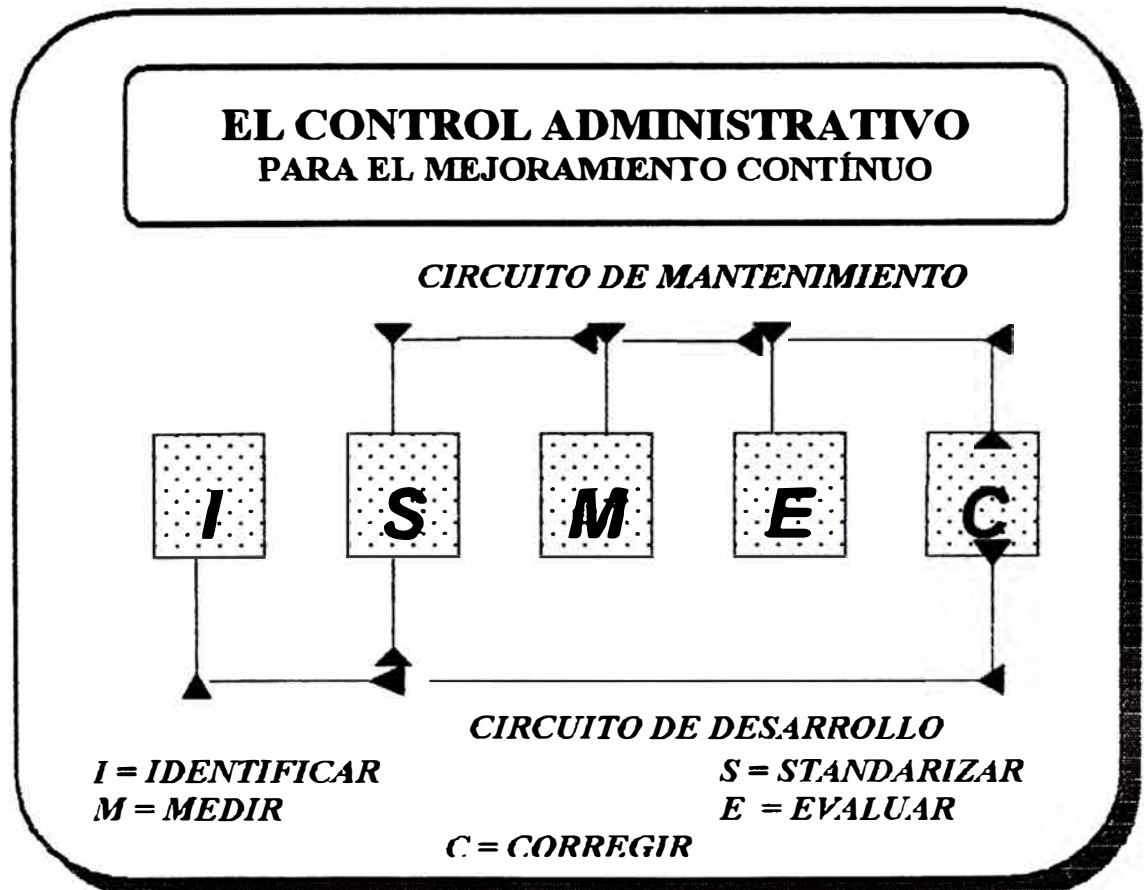 EL CONTROL ADMINISTRATIVO
PARA EL MEJORAMIENTO CONTÍNUO
CIRCUITO DE MANTENIMIENTO
I S M E C
CIRCUITO DE DESARROLLO
I = IDENTIFICAR S = STANDARIZAR
M = MEDIR E = EVALUAR
C = CORREGIR